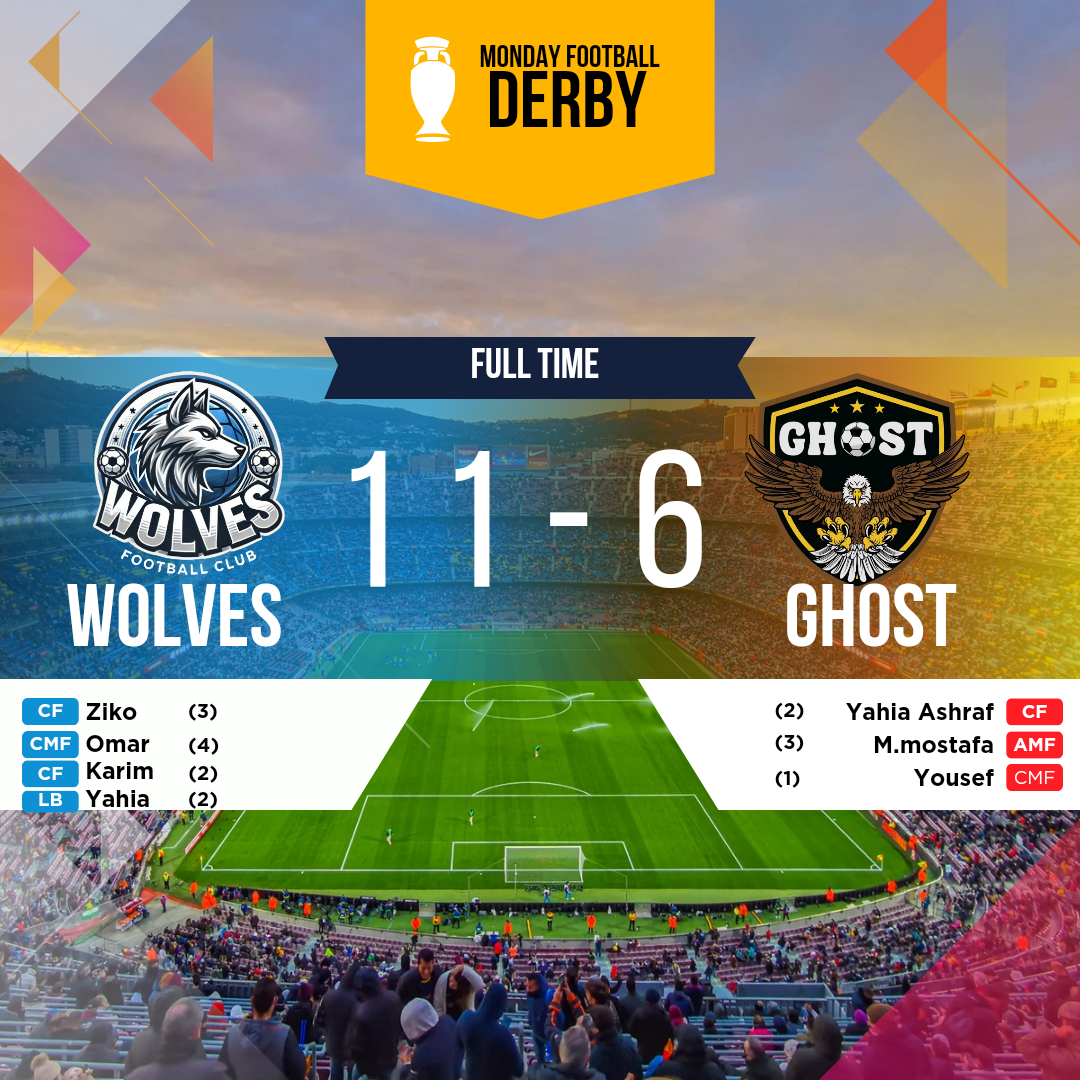 MONDAY FOOTBALL
DERBY
FULL TIME
GHOST
WOLVES
FOOTBALL CLUB
11 - 6
WOLVES
GHOST
CF Ziko (3)
CMF Omar (4)
CF Karim (2)
LB Yahia (2)
(2) Yahia Ashraf CF
(3) M.mostafa AMF
(1) Yousef CMF